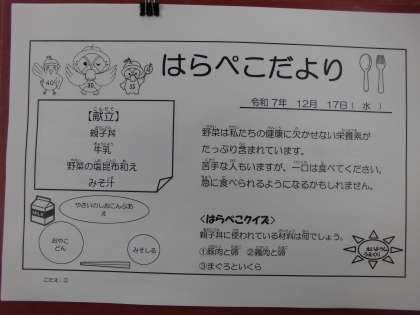 はらぺこだより
令和7年 12月 17日( 水 )
【献立】
親子丼
牛乳
野菜の塩昆布和え
みそ汁
野菜は私たちの健康に欠かせない栄養素が
たっぷり含まれています。
苦手な人もいますが、一口は食べてください。
急に食べられるようになるかもしれません。
やさいのしおこんぶあ
え
おやこ
どん
みそしる
<はらぺこクイズ>
親子丼に使われている材料は何でしょう。
①豚肉と卵 ②鶏肉と卵
③まぐろといくら